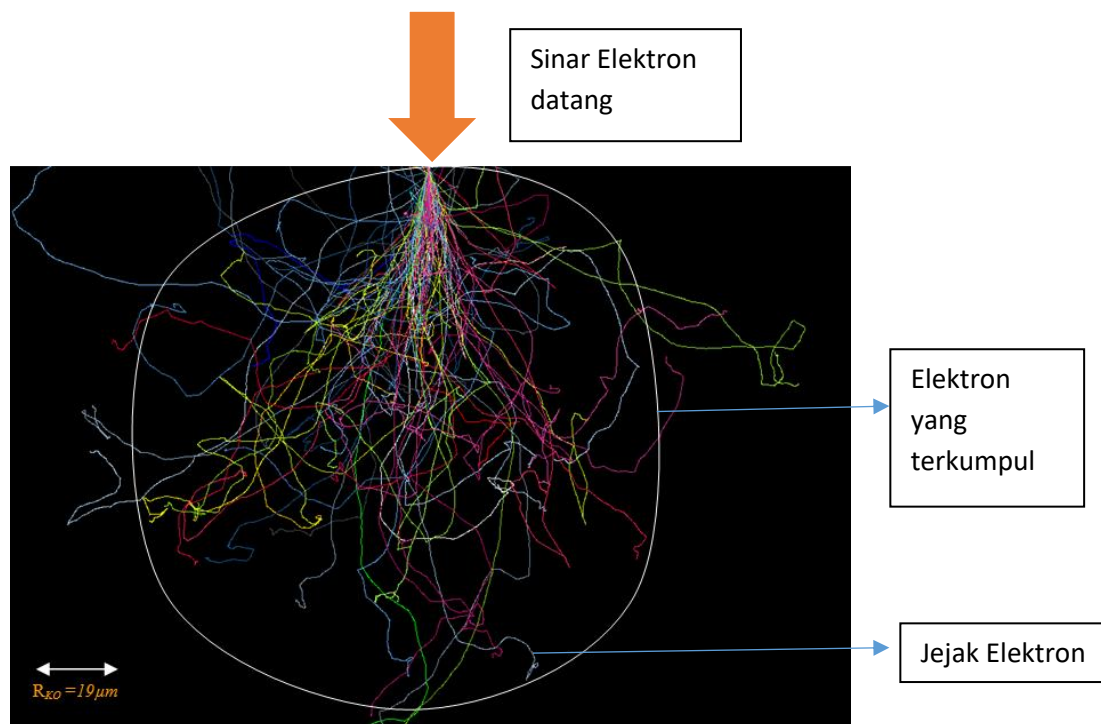 Sinar Elektron
datang
Elektron
yang
terkumpul
Jejak Elektron
R_KO =19μm